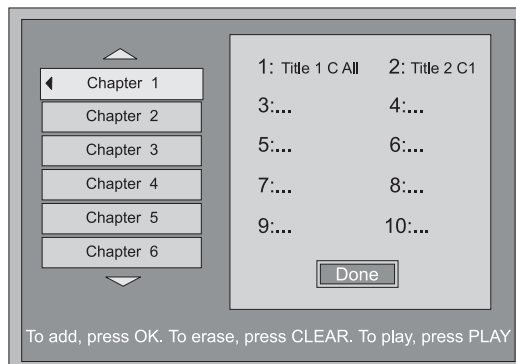 Chapter 1
Chapter 2
Chapter 3
Chapter 4
Chapter 5
Chapter 6
1: Title 1 C All 2: Title 2 C1
3:... 4:...
5:... 6:...
7:... 8:...
9:... 10:...
Done
To add, press OK. To erase, press CLEAR. To play, press PLAY